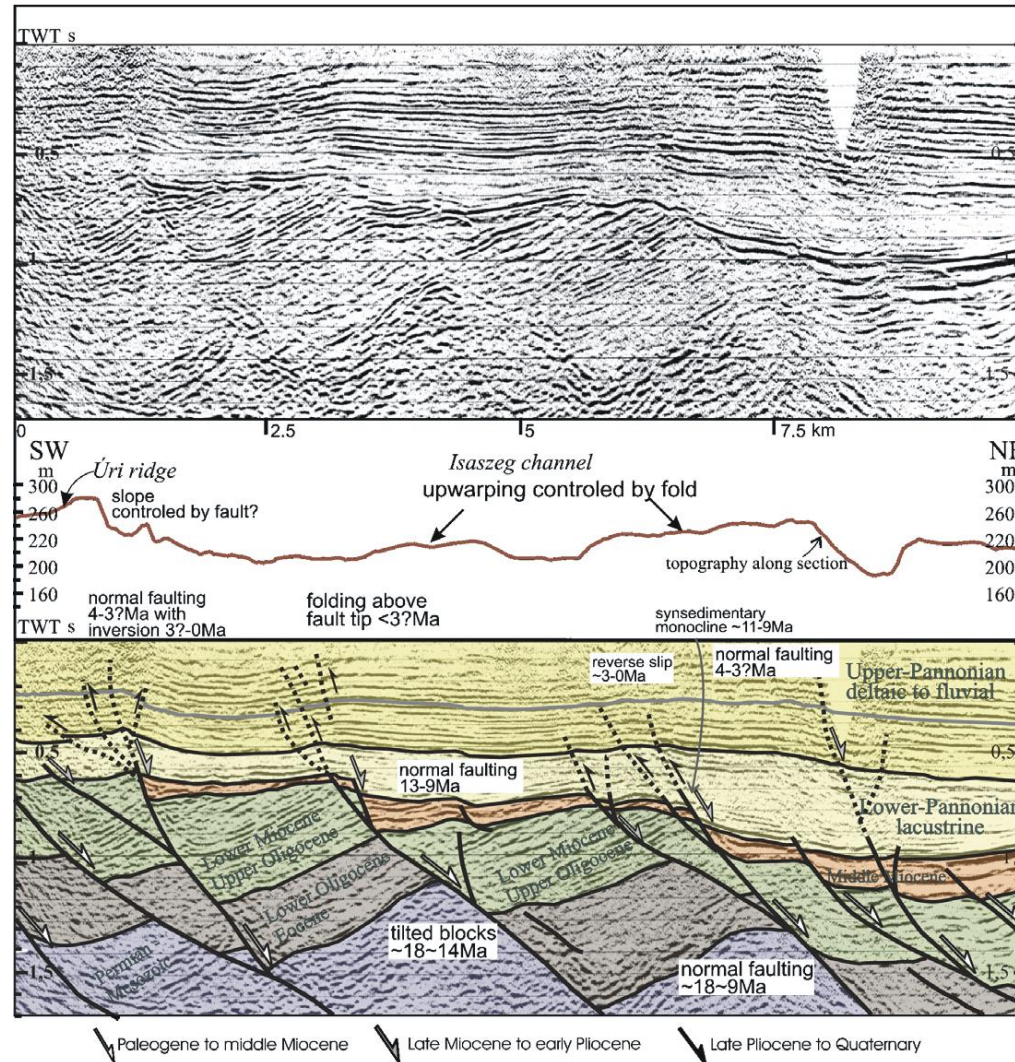 TWT s
0,5
0,5
1
1
1,5
1,5
0
2.5
5
7.5 km
SW
NE
m
m
Úri ridge
Isaszeg channel
slope
controled by fault?
upwarping controled by fold
topography along section
300
260
220
200
160
300
260
220
200
160
normal faulting
4-3?Ma with
inversion 3?-0Ma
folding above
fault tip <3?Ma
synsedimentary
monocline ~11-9Ma
TWT s
reverse slip
~3-0Ma
normal faulting
4-3?Ma
Upper-Pannonian
deltaic to fluvial
0,5
0,5
normal faulting
13-9Ma
Lower-Pannonian
lacustrine
Lower Miocene
Upper Oligocene
Lower Oligocene
Eocene
Lower Miocene
Upper Oligocene
Middle Miocene
1
1
tilted blocks
~18~14Ma
normal faulting
~18~9Ma
Permian -
Mesozoic
1,5
1,5
Paleogene to middle Miocene
Late Miocene to early Pliocene
Late Pliocene to Quaternary